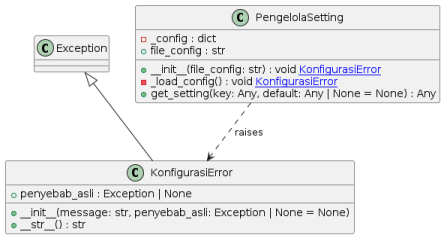 C PengelolaSetting
_config : dict
file_config : str
__init__(file_config: str) : void KonfigurasiError
_load_config() : void KonfigurasiError
get_setting(key: Any, default: Any | None = None) : Any
C Exception
raises
C KonfigurasiError
penyebab_asli : Exception | None
__init__(message: str, penyebab_asli: Exception | None = None)
__str__() : str